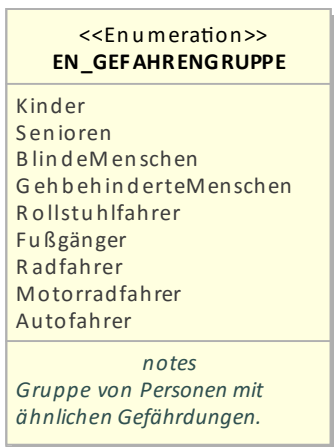 <<Enumeration>>
EN_GEFAHRENGRUPPE
Kinder
Senioren
BlindeMenschen
GehbehinderteMenschen
Rollstuhlfahrer
Fußgänger
Radfahrer
Motorradfahrer
Autofahrer
notes
Gruppe von Personen mit
ähnlichen Gefährdungen.